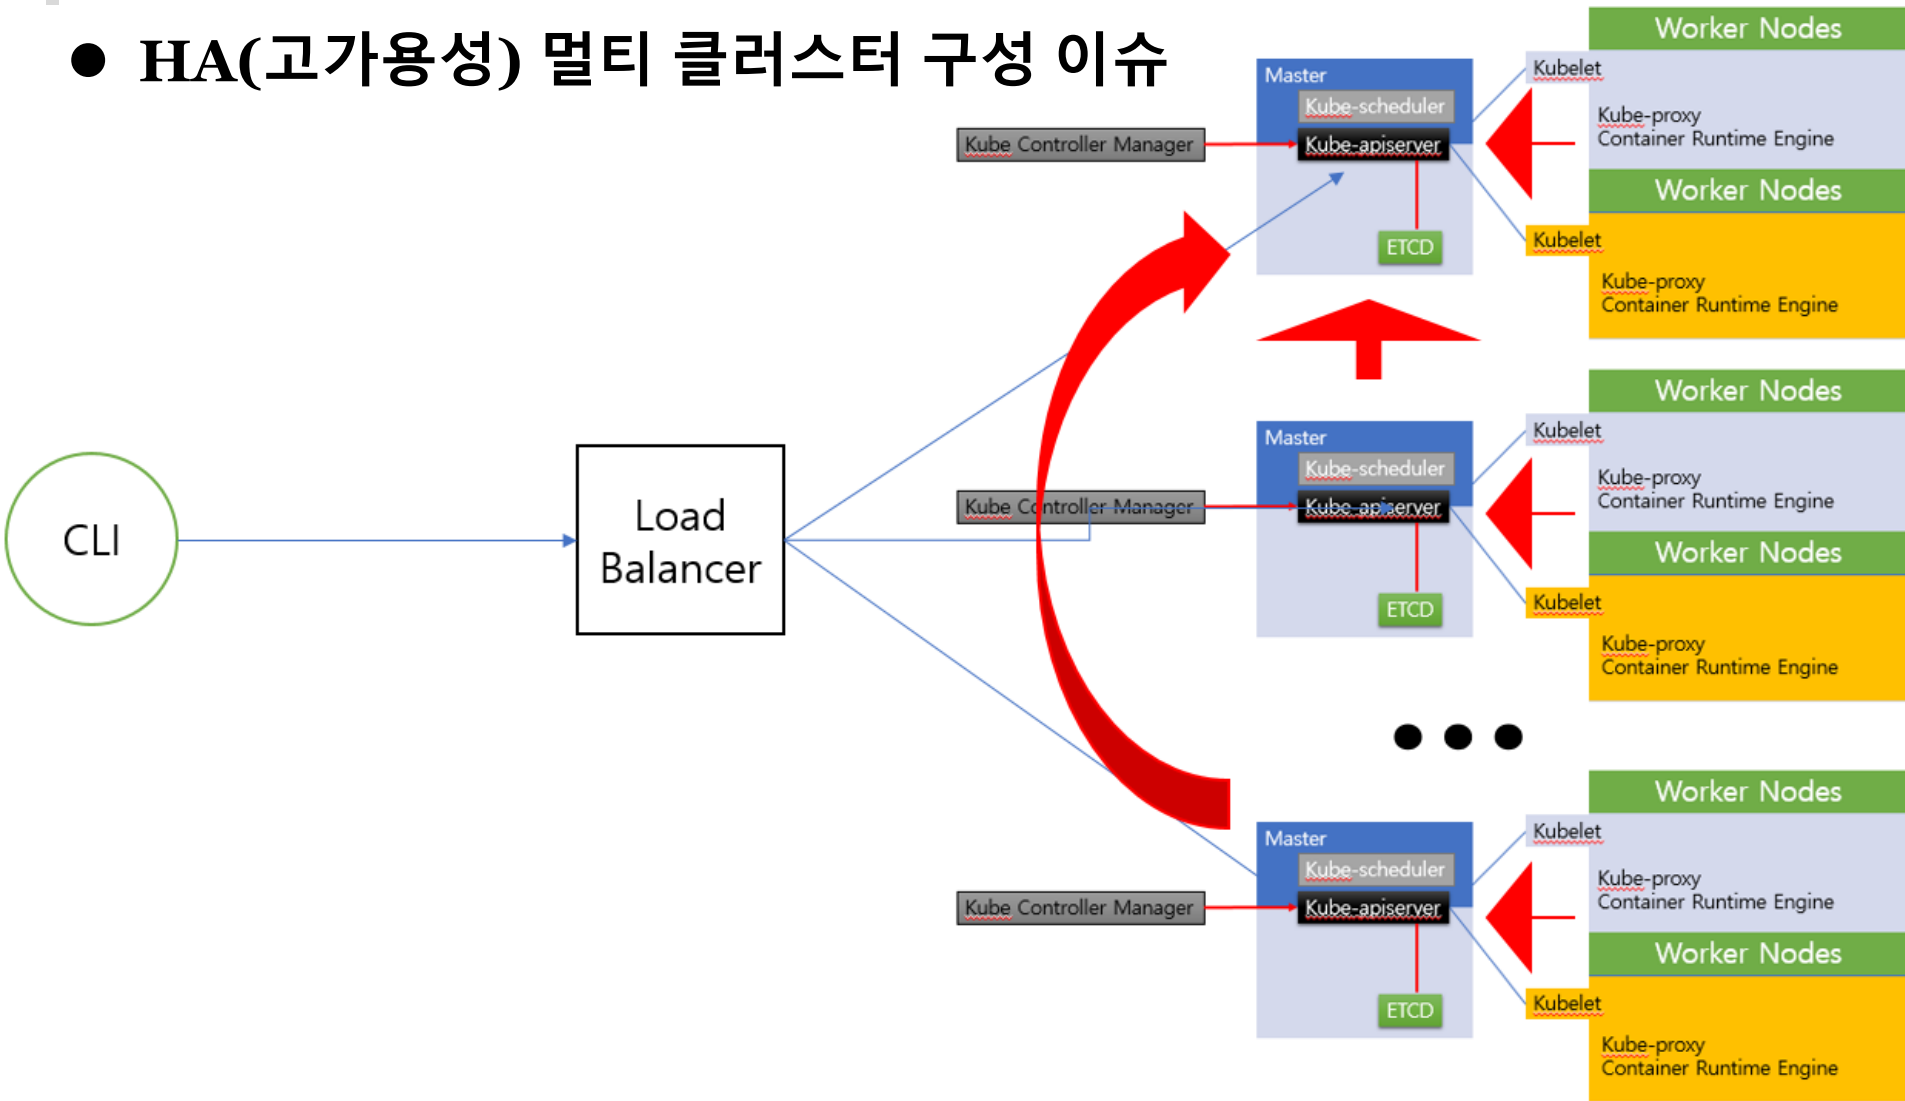 ● HA(고가용성) 멀티 클러스터 구성 이슈
CLI
Load
Balancer
Kube Controller Manager
Master
Kube-scheduler
Kube-apiserver
ETCD
Worker Nodes
Kubelet
Kube-proxy
Container Runtime Engine
Worker Nodes
Kubelet
Kube-proxy
Container Runtime Engine
Kube Controller Manager
Master
Kube-scheduler
Kube-apiserver
ETCD
Worker Nodes
Kubelet
Kube-proxy
Container Runtime Engine
Worker Nodes
Kubelet
Kube-proxy
Container Runtime Engine
● ● ●
Kube Controller Manager
Master
Kube-scheduler
Kube-apiserver
ETCD
Worker Nodes
Kubelet
Kube-proxy
Container Runtime Engine
Worker Nodes
Kubelet
Kube-proxy
Container Runtime Engine